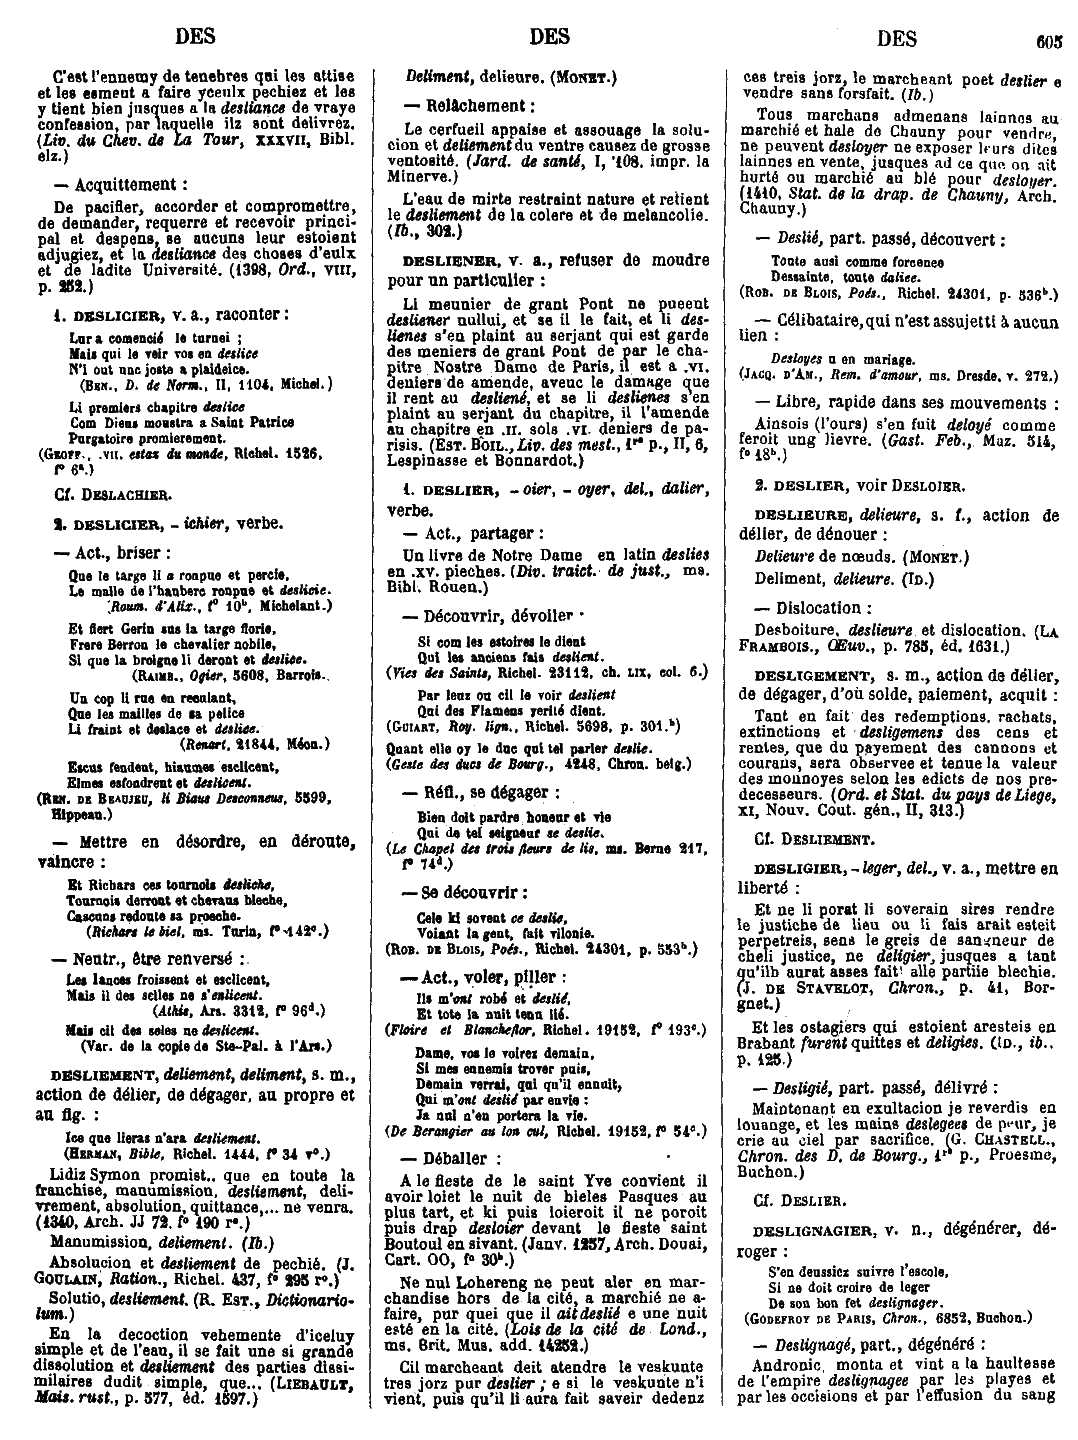 DES
DES
DES
605
C'est l'ennemy de tenebres qui les attise
et les esment a faire yceulx pechiez et les
y tient bien jusques a la desliance de vraye
confession, par laquelle ilz sont delivrez.
(Liv. du Chev. de La Tour, XXXVII, Bibl.
elz.)
— Acquittement :
De pacifier, accorder et compromettre,
de demander, requerre et recevoir princi-
pal et despens, se aucuns leur estoient
adjugiez, et la desliance des choses d'eulx
et de ladite Université. (1398, Ord., VIII,
p. 252.)
1. DESLICIER, v. a., raconter :
Lur a comencié le turnei ;
Mais qui le veir vos en deslice
N'i out unc joste a plaideice.
(BEN., D. de Norm., II, 1104, Michel.)
Li premiers chapitre deslice
Com Dieus monstra a Saint Patrice
Purgatoire promierement.
(GEOFF., .VII. estaz du monde, Richel. 1526,
f° 6ª.)
Cf. DESLACHIER.
2. DESLICIER, - ichier, verbe.
— Act., briser :
Que le targe li a ronpue et percie,
Le maile de l'hauberc ronpue et deslicie.
(Roum. d'Alix., f° 10ᵇ, Michelant.)
Et fiert Gerin sus la targe florie,
Frere Berron le chevalier nobile,
Si que la broigne li deront et deslice.
(RAIMB., Ogier, 5608, Barrois.)
Un cop li rue en reculant,
Que les mailles de sa pelice
Li fraint et deslace et deslice.
(Renart, 21844, Méon.)
Escus fendent, hiaumes esclicent,
Elmes esfondrent et deslicent.
(REN. DE BEAUJEU, li Biaus Desconneus, 5599,
Hippeau.)
— Mettre en désordre, en déroute,
vaincre :
Et Richars ces tournois desliche,
Tournois derront et chevaus bleche,
Cascuns redoute sa proeche.
(Richars le biel, ms. Turin, f° 142ᶜ.)
— Neutr., être renversé :
Les lances froissent et esclicent,
Mais il des selles ne s'enlicent.
(Athis, Ars. 3312, f° 96ᵈ.)
Mais cil des seles ne deslicent.
(Var. de la copie de Ste-Pal. à l'Ars.)
DESLIEMENT, deliement, deliment, s. m.,
action de délier, de dégager, au propre et
au fig. :
Ice que lieras n'ara desliement.
(HERMAN, Bible, Richel. 1444, f° 34 v°.)
Lidiz Symon promist.. que en toute la
franchise, manumission, desliement, deli-
vrement, absolution, quittance,... ne venra.
(1340, Arch. JJ 72, f° 190 r°.)
Manumission, deliement. (Ib.)
Absolucion et desliement de pechié. (J.
GOULAIN, Ration., Richel. 437, f° 295 r°.)
Solutio, desliement. (R. EST., Dictionario-
lum.)
En la decoction vehemente d'iceluy
simple et de l'eau, il se fait une si grande
dissolution et desliement des parties dissi-
milaires dudit simple, que... (LIEBAULT,
Mais. rust., p. 577, éd. 1597.)
Deliment, delieure. (MONET.)
— Relâchement :
Le cerfueil appaise et assouage la solu-
cion et deliement du ventre causez de grosse
ventosité. (Jard. de santé, I, 108, impr. la
Minerve.)
L'eau de mirte restraint nature et retient
le desliement de la colere et de melancolie.
(Ib., 302.)
DESLIENER, v. a., refuser de moudre
pour un particulier :
Li meunier de grant Pont ne pueent
desliener nullui, et se il le fait, et li des-
lienes s'en plaint au serjant qui est garde
des meniers de grant Pont de par le cha-
pitre Nostre Dame de Paris, il est a .VI.
deniers de amende, avenc le damage que
il rent au desliené, et se li deslienes s'en
plaint au serjant du chapitre, il l'amende
au chapitre en .II. sols .VI. deniers de pa-
risis. (EST. BOIL., Liv. des mest., 1ʳᵉ p., II, 6,
Lespinasse et Bonnardot.)
1. DESLIER, - oier, - oyer, del., dalier,
verbe.
— Act., partager :
Un livre de Notre Dame en latin deslies
en .XV. pieches. (Div. traict. de just., ms.
Bibl. Rouen.)
— Découvrir, dévoiler ·
Si com les estoires le dient
Qui les anciens fais deslient.
(Vies des Saints, Richel. 23112, ch. LIX, col. 6.)
Par leuz ou cil le voir deslient
Qui des Flamens verité dient.
(GUIART, Roy. lign., Richel. 5698, p. 301.ᵇ)
Quant elle oy le duc qui tel parler deslie.
(Geste des ducs de Bourg., 4248, Chron. belg.)
— Réfl., se dégager :
Bien doit pardre honeur et vie
Qui de tel seigneur se deslie.
(Le Chapel des trois fleurs de lis, ms. Berne 217,
f° 74ᵈ.)
— Se découvrir :
Cele ki sovent ce deslie,
Voiant la gent, fait vilonie.
(ROB. DE BLOIS, Poés., Richel. 24301, p. 553ᵇ.)
— Act., voler, piller :
Ils m'ont robé et deslié,
Et tote la nuit tenu lié.
(Floire et Blancheflor, Richel. 19152, f° 193ᶜ.)
Dame, vos le volrez demain,
Si mes ennemis trover puis,
Demain verrai, qui qu'il ennuit,
Qui m'ont deslié par envie :
Ja nul n'en portera la vie.
(De Berangier au lon cul, Richel. 19152, f° 54ᶜ.)
— Déballer :
A le fieste de le saint Yve convient il
avoir loiet le nuit de bieles Pasques au
plus tart, et ki puis loieroit il ne poroit
puis drap desloier devant le fieste saint
Boutoul en sivant. (Janv. 1257, Arch. Douai,
Cart. OO, f° 30ᵇ.)
Ne nul Lohereng ne peut aler en mar-
chandise hors de la cité, a marchié ne a-
faire, pur quei que il ait deslié e une nuit
esté en la cité. (Lois de la cité de Lond.,
ms. Brit. Mus. add. 14252.)
Cil marcheant deit atendre le veskunte
tres jorz pur deslier ; e si le veskunte n'i
vient, puis qu'il li aura fait saveir dedenz
ces treis jorz, le marcheant poet deslier e
vendre sans forsfait. (Ib.)
Tous marchans admenans lainnes au
marchié et hale de Chauny pour vendre,
ne peuvent desloyer ne exposer leurs dites
lainnes en vente, jusques ad ce que on ait
hurté ou marchié au blé pour desloyer.
(1410, Stat. de la drap. de Chauny, Arch.
Chauny.)
— Deslié, part. passé, découvert :
Toute ausi comme forcenee
Dessainte, toute daliee.
(ROB. DE BLOIS, Poés., Richel. 24301, p. 536ᵇ.)
— Célibataire, qui n'est assujetti à aucun
lien :
Desloyes u en mariage.
(JACQ. D'AM., Rem. d'amour, ms. Dresde, v. 272.)
— Libre, rapide dans ses mouvements :
Ainsois (l'ours) s'en fuit deloyé comme
feroit ung lievre. (Gast. Feb., Maz. 514,
f° 18ᵇ.)
2. DESLIER, voir DESLOIER.
DESLIEURE, delieure, s. f., action de
délier, de dénouer :
Delieure de nœuds. (MONET.)
Deliment, delieure. (ID.)
— Dislocation :
Desboiture, deslieure et dislocation. (LA
FRAMBOIS., Œuv., p. 785, éd. 1631.)
DESLIGEMENT, s. m., action de délier,
de dégager, d'où solde, paiement, acquit :
Tant en fait des redemptions, rachats,
extinctions et desligemens des cens et
rentes, que du payement des cannons et
courans, sera observee et tenue la valeur
des monnoyes selon les edicts de nos pre-
decesseurs. (Ord. et Stat. du pays de Liege,
XI, Nouv. Cout. gén., II, 313.)
Cf. DESLIEMENT.
DESLIGIER, - leger, del., v. a., mettre en
liberté :
Et ne li porat li soverain sires rendre
le justiche de lieu ou li fais arait esteit
perpetreis, sens le greis de sangneur de
cheli justice, ne deligier, jusques a tant
qu'ilh aurat asses fait alle partiie blechie.
(J. DE STAVELOT, Chron., p. 41, Bor-
gnet.)
Et les ostagiers qui estoient aresteis en
Brabant furent quittes et deligies. (ID., ib.,
p. 125.)
— Desligié, part. passé, délivré :
Maintenant en exultacion je reverdis en
louange, et les mains deslegees de peur, je
crie au ciel par sacrifice. (G. CHASTELL.,
Chron. des D. de Bourg., 1ʳᵉ p., Proesme,
Buchon.)
Cf. DESLIER.
DESLIGNAGIER, v. n., dégénérer, dé-
roger :
S'en deussiez suivre l'escole,
Si ne doit croire de leger
De son bon fet deslignager.
(GODEFROY DE PARIS, Chron., 6852, Buchon.)
— Deslignagé, part., dégénéré :
Andronic, monta et vint a la haultesse
de l'empire deslignagee par les playes et
par les occisions et par l'effusion du sang